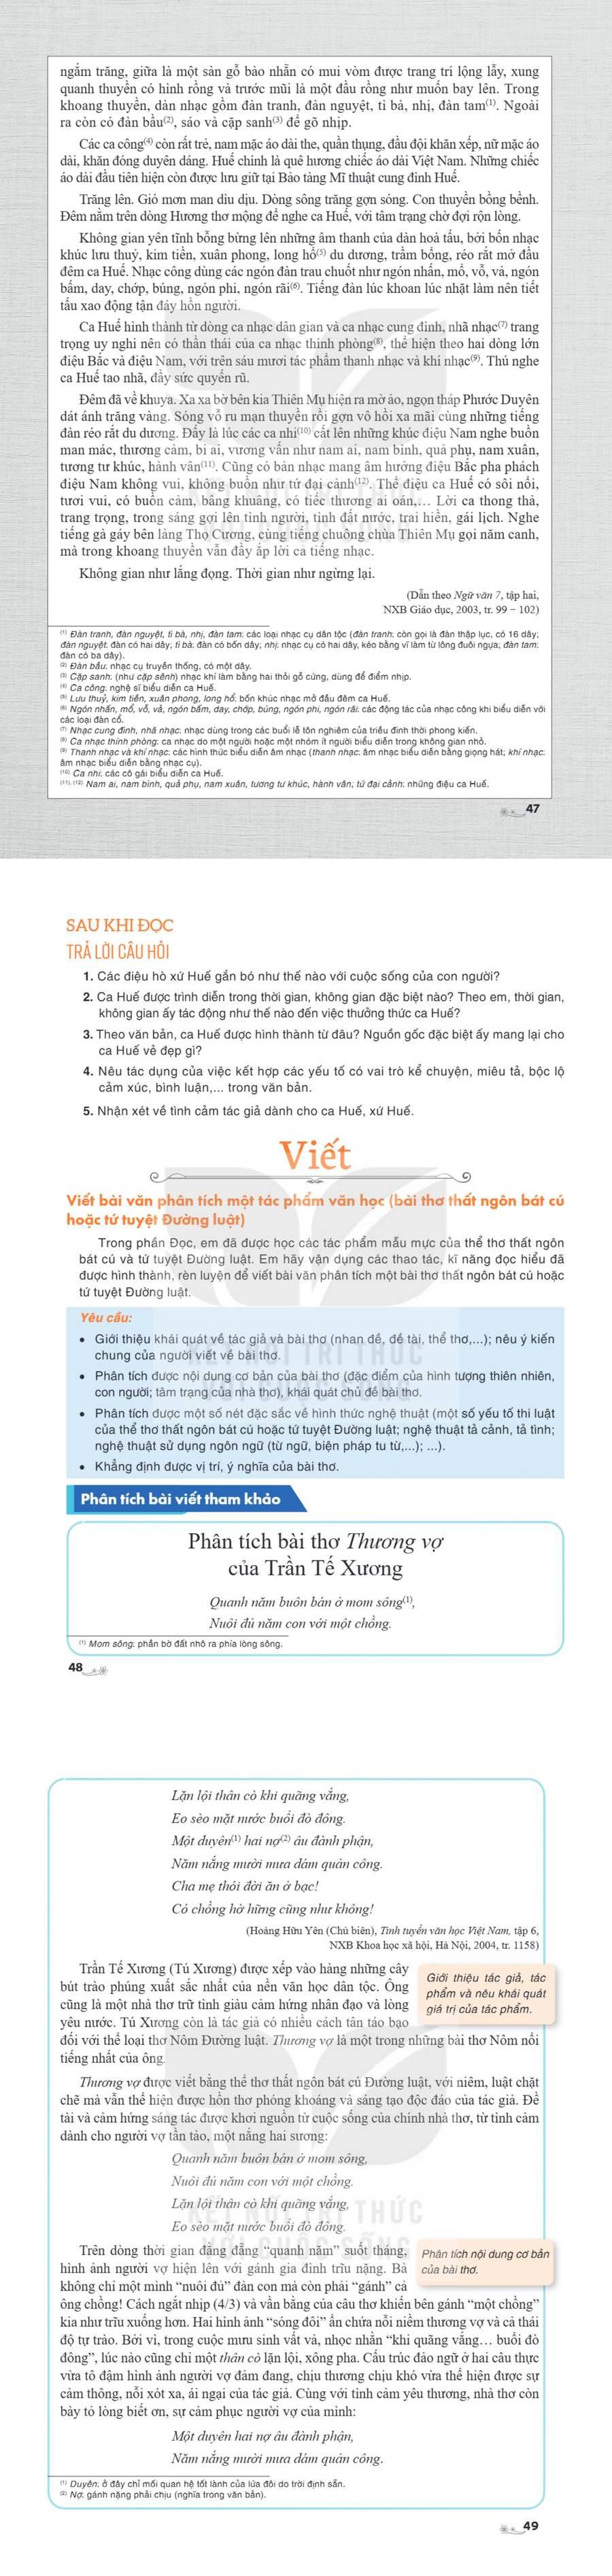 ngắm trăng, giữa là một sàn gỗ bào nhẵn có mui vòm được trang trí lộng lẫy, xung
quanh thuyền có hình rồng và trước mũi là một đầu rồng như muốn bay lên. Trong
khoang thuyền, dàn nhạc gồm đàn tranh, đàn nguyệt, tì bà, nhị, đàn tam⁽¹⁾. Ngoài
ra còn có đàn bầu⁽²⁾, sáo và cặp sanh⁽³⁾ để gõ nhịp.
Các ca công⁽⁴⁾ còn rất trẻ, nam mặc áo dài the, quần thụng, đầu đội khăn xếp, nữ mặc áo
dài, khăn đóng duyên dáng. Huế chính là quê hương chiếc áo dài Việt Nam. Những chiếc
áo dài đầu tiên hiện còn được lưu giữ tại Bảo tàng Mĩ thuật cung đình Huế.
Trăng lên. Gió mơn man dìu dịu. Dòng sông trăng gợn sóng. Con thuyền bồng bềnh.
Đêm nằm trên dòng Hương thơ mộng để nghe ca Huế, với tâm trạng chờ đợi rộn lòng.
Không gian yên tĩnh bỗng bừng lên những âm thanh của dàn hoà tấu, bởi bốn nhạc
khúc lưu thuỷ, kim tiền, xuân phong, long hổ⁽⁵⁾ du dương, trầm bổng, réo rắt mở đầu
đêm ca Huế. Nhạc công dùng các ngón đàn trau chuốt như ngón nhấn, mổ, vỗ, vả, ngón
bấm, day, chớp, búng, ngón phi, ngón rãi⁽⁶⁾. Tiếng đàn lúc khoan lúc nhặt làm nên tiết
tấu xao động tận đáy hồn người.
Ca Huế hình thành từ dòng ca nhạc dân gian và ca nhạc cung đình, nhã nhạc⁽⁷⁾ trang
trọng uy nghi nên có thần thái của ca nhạc thính phòng⁽⁸⁾, thể hiện theo hai dòng lớn
điệu Bắc và điệu Nam, với trên sáu mươi tác phẩm thanh nhạc và khí nhạc⁽⁹⁾. Thú nghe
ca Huế tao nhã, đầy sức quyến rũ.
Đêm đã về khuya. Xa xa bờ bên kia Thiên Mụ hiện ra mờ ảo, ngọn tháp Phước Duyên
dát ánh trăng vàng. Sóng vỗ ru mạn thuyền rồi gợn vô hồi xa mãi cùng những tiếng
đàn réo rắt du dương. Đấy là lúc các ca nhi⁽¹⁰⁾ cất lên những khúc điệu Nam nghe buồn
man mác, thương cảm, bi ai, vương vấn như nam ai, nam bình, quả phụ, nam xuân,
tương tư khúc, hành vân⁽¹¹⁾. Cũng có bản nhạc mang âm hưởng điệu Bắc pha phách
điệu Nam không vui, không buồn như tứ đại cảnh⁽¹²⁾. Thể điệu ca Huế có sôi nổi,
tươi vui, có buồn cảm, bâng khuâng, có tiếc thương ai oán,... Lời ca thong thả,
trang trọng, trong sáng gợi lên tình người, tình đất nước, trai hiền, gái lịch. Nghe
tiếng gà gáy bên làng Thọ Cương, cùng tiếng chuông chùa Thiên Mụ gọi năm canh,
mà trong khoang thuyền vẫn đầy ắp lời ca tiếng nhạc.
Không gian như lắng đọng. Thời gian như ngừng lại.
(Dẫn theo Ngữ văn 7, tập hai,
NXB Giáo dục, 2003, tr. 99 – 102)
⁽¹⁾ Đàn tranh, đàn nguyệt, tì bà, nhị, đàn tam: các loại nhạc cụ dân tộc (đàn tranh: còn gọi là đàn thập lục, có 16 dây;
đàn nguyệt: đàn có hai dây; tì bà: đàn có bốn dây; nhị: nhạc cụ có hai dây, kéo bằng vĩ làm từ lông đuôi ngựa; đàn tam:
đàn có ba dây).
⁽²⁾ Đàn bầu: nhạc cụ truyền thống, có một dây.
⁽³⁾ Cặp sanh: (như cặp sênh) nhạc khí làm bằng hai thỏi gỗ cứng, dùng để điểm nhịp.
⁽⁴⁾ Ca công: nghệ sĩ biểu diễn ca Huế.
⁽⁵⁾ Lưu thuỷ, kim tiền, xuân phong, long hổ: bốn khúc nhạc mở đầu đêm ca Huế.
⁽⁶⁾ Ngón nhấn, mổ, vỗ, vả, ngón bấm, day, chớp, búng, ngón phi, ngón rãi: các động tác của nhạc công khi biểu diễn với
các loại đàn cổ.
⁽⁷⁾ Nhạc cung đình, nhã nhạc: nhạc dùng trong các buổi lễ tôn nghiêm của triều đình thời phong kiến.
⁽⁸⁾ Ca nhạc thính phòng: ca nhạc do một người hoặc một nhóm ít người biểu diễn trong không gian nhỏ.
⁽⁹⁾ Thanh nhạc và khí nhạc: các hình thức biểu diễn âm nhạc (thanh nhạc: âm nhạc biểu diễn bằng giọng hát; khí nhạc:
âm nhạc biểu diễn bằng nhạc cụ).
⁽¹⁰⁾ Ca nhi: các cô gái biểu diễn ca Huế.
⁽¹¹⁾, ⁽¹²⁾ Nam ai, nam bình, quả phụ, nam xuân, tương tư khúc, hành vân; tứ đại cảnh: những điệu ca Huế.
47
SAU KHI ĐỌC
TRẢ LỜI CÂU HỎI
1. Các điệu hò xứ Huế gắn bó như thế nào với cuộc sống của con người?
2. Ca Huế được trình diễn trong thời gian, không gian đặc biệt nào? Theo em, thời gian,
không gian ấy tác động như thế nào đến việc thưởng thức ca Huế?
3. Theo văn bản, ca Huế được hình thành từ đâu? Nguồn gốc đặc biệt ấy mang lại cho
ca Huế vẻ đẹp gì?
4. Nêu tác dụng của việc kết hợp các yếu tố có vai trò kể chuyện, miêu tả, bộc lộ
cảm xúc, bình luận,... trong văn bản.
5. Nhận xét về tình cảm tác giả dành cho ca Huế, xứ Huế.
Viết
Viết bài văn phân tích một tác phẩm văn học (bài thơ thất ngôn bát cú
hoặc tứ tuyệt Đường luật)
Trong phần Đọc, em đã được học các tác phẩm mẫu mực của thể thơ thất ngôn
bát cú và tứ tuyệt Đường luật. Em hãy vận dụng các thao tác, kĩ năng đọc hiểu đã
được hình thành, rèn luyện để viết bài văn phân tích một bài thơ thất ngôn bát cú hoặc
tứ tuyệt Đường luật.
Yêu cầu:
• Giới thiệu khái quát về tác giả và bài thơ (nhan đề, đề tài, thể thơ,...); nêu ý kiến
chung của người viết về bài thơ.
• Phân tích được nội dung cơ bản của bài thơ (đặc điểm của hình tượng thiên nhiên,
con người; tâm trạng của nhà thơ), khái quát chủ đề bài thơ.
• Phân tích được một số nét đặc sắc về hình thức nghệ thuật (một số yếu tố thi luật
của thể thơ thất ngôn bát cú hoặc tứ tuyệt Đường luật; nghệ thuật tả cảnh, tả tình;
nghệ thuật sử dụng ngôn ngữ (từ ngữ, biện pháp tu từ,...); ...).
• Khẳng định được vị trí, ý nghĩa của bài thơ.
Phân tích bài viết tham khảo
Phân tích bài thơ Thương vợ
của Trần Tế Xương
Quanh năm buôn bán ở mom sông⁽¹⁾,
Nuôi đủ năm con với một chồng.
⁽¹⁾ Mom sông: phần bờ đất nhô ra phía lòng sông.
48
Lặn lội thân cò khi quãng vắng,
Eo sèo mặt nước buổi đò đông.
Một duyên⁽¹⁾ hai nợ⁽²⁾ âu đành phận,
Năm nắng mười mưa dám quản công.
Cha mẹ thói đời ăn ở bạc!
Có chồng hờ hững cũng như không!
(Hoàng Hữu Yên (Chủ biên), Tinh tuyển văn học Việt Nam, tập 6,
NXB Khoa học xã hội, Hà Nội, 2004, tr. 1158)
Trần Tế Xương (Tú Xương) được xếp vào hàng những cây
bút trào phúng xuất sắc nhất của nền văn học dân tộc. Ông
cũng là một nhà thơ trữ tình giàu cảm hứng nhân đạo và lòng
yêu nước. Tú Xương còn là tác giả có nhiều cách tân táo bạo
đối với thể loại thơ Nôm Đường luật. Thương vợ là một trong những bài thơ Nôm nổi
tiếng nhất của ông.
Giới thiệu tác giả, tác
phẩm và nêu khái quát
giá trị của tác phẩm.
Thương vợ được viết bằng thể thơ thất ngôn bát cú Đường luật, với niêm, luật chặt
chẽ mà vẫn thể hiện được hồn thơ phóng khoáng và sáng tạo độc đáo của tác giả. Đề
tài và cảm hứng sáng tác được khơi nguồn từ cuộc sống của chính nhà thơ, từ tình cảm
dành cho người vợ tần tảo, một nắng hai sương:
Quanh năm buôn bán ở mom sông,
Nuôi đủ năm con với một chồng.
Lặn lội thân cò khi quãng vắng,
Eo sèo mặt nước buổi đò đông.
Trên dòng thời gian đằng đẵng “quanh năm” suốt tháng,
hình ảnh người vợ hiện lên với gánh gia đình trĩu nặng. Bà
không chỉ một mình “nuôi đủ” đàn con mà còn phải “gánh” cả
ông chồng! Cách ngắt nhịp (4/3) và vần bằng của câu thơ khiến bên gánh “một chồng”
kia như trĩu xuống hơn. Hai hình ảnh “sóng đôi” ẩn chứa nỗi niềm thương vợ và cả thái
độ tự trào. Bởi vì, trong cuộc mưu sinh vất vả, nhọc nhằn “khi quãng vắng… buổi đò
đông”, lúc nào cũng chỉ một thân cò lặn lội, xông pha. Cấu trúc đảo ngữ ở hai câu thực
vừa tô đậm hình ảnh người vợ đảm đang, chịu thương chịu khó vừa thể hiện được sự
cảm thông, nỗi xót xa, ái ngại của tác giả. Cùng với tình cảm yêu thương, nhà thơ còn
bày tỏ lòng biết ơn, sự cảm phục người vợ của mình:
Phân tích nội dung cơ bản
của bài thơ.
Một duyên hai nợ âu đành phận,
Năm nắng mười mưa dám quản công.
⁽¹⁾ Duyên: ở đây chỉ mối quan hệ tốt lành của lứa đôi do trời định sẵn.
⁽²⁾ Nợ: gánh nặng phải chịu (nghĩa trong văn bản).
49
KẾT NỐI TRI THỨC
VỚI CUỘC SỐNG